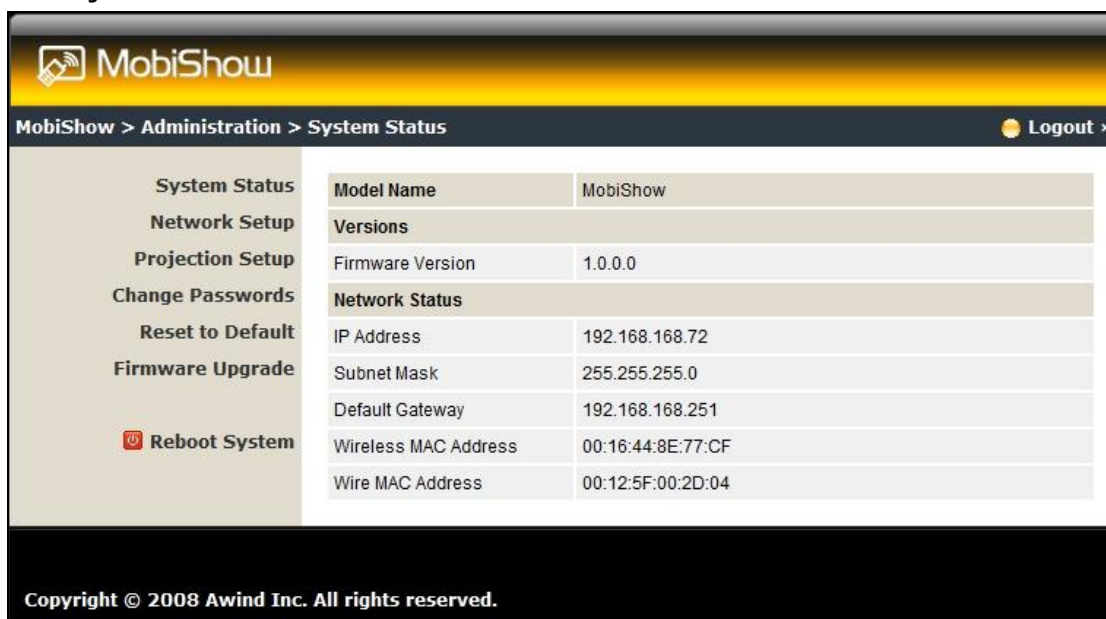 MobiShow
MobiShow > Administration > System Status
Logout
System Status
Network Setup
Projection Setup
Change Passwords
Reset to Default
Firmware Upgrade
Reboot System
Model Name MobiShow
Versions
Firmware Version 1.0.0.0
Network Status
IP Address 192.168.168.72
Subnet Mask 255.255.255.0
Default Gateway 192.168.168.251
Wireless MAC Address 00:16:44:8E:77:CF
Wire MAC Address 00:12:5F:00:2D:04
Copyright © 2008 Awind Inc. All rights reserved.